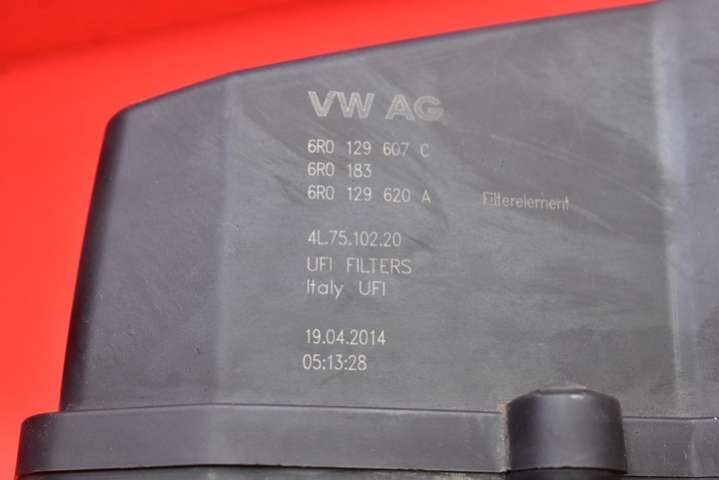 VW AG
6R0 129 607 C
6R0 183
6R0 129 620 A Filterelement
4L.75.102.20
UFI FILTERS
Italy UFI
19.04.2014
05:13:28